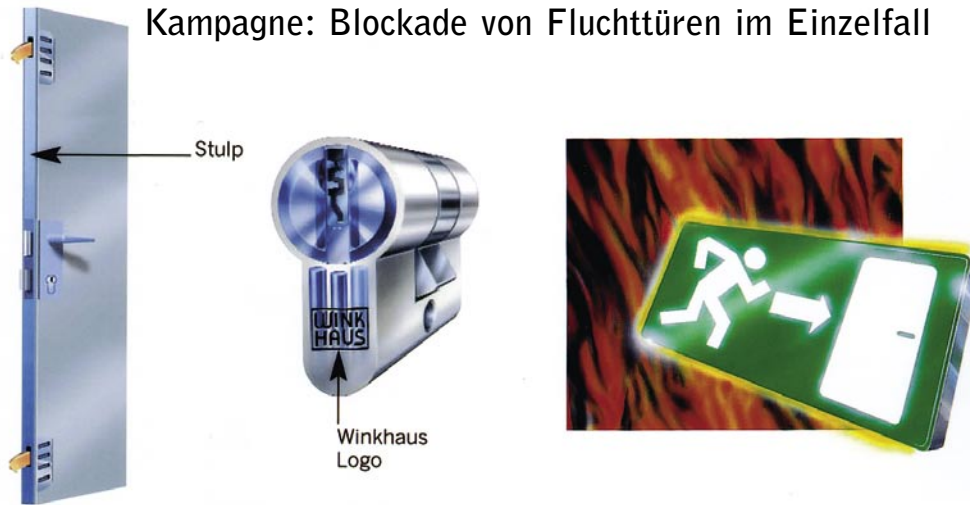 Kampagne: Blockade von Fluchttüren im Einzelfall
Stulp
WINK
HAUS
Winkhaus
Logo